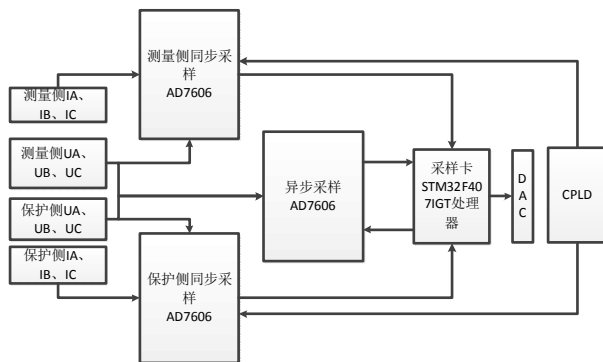 测量侧同步采
样
AD7606
测量侧IA、
IB、IC
测量侧UA、
UB、UC
保护侧UA、
UB、UC
保护侧IA、
IB、IC
保护侧同步采
样
AD7606
异步采样
AD7606
采样卡
STM32F40
7IGT处理
器
D
A
C
CPLD